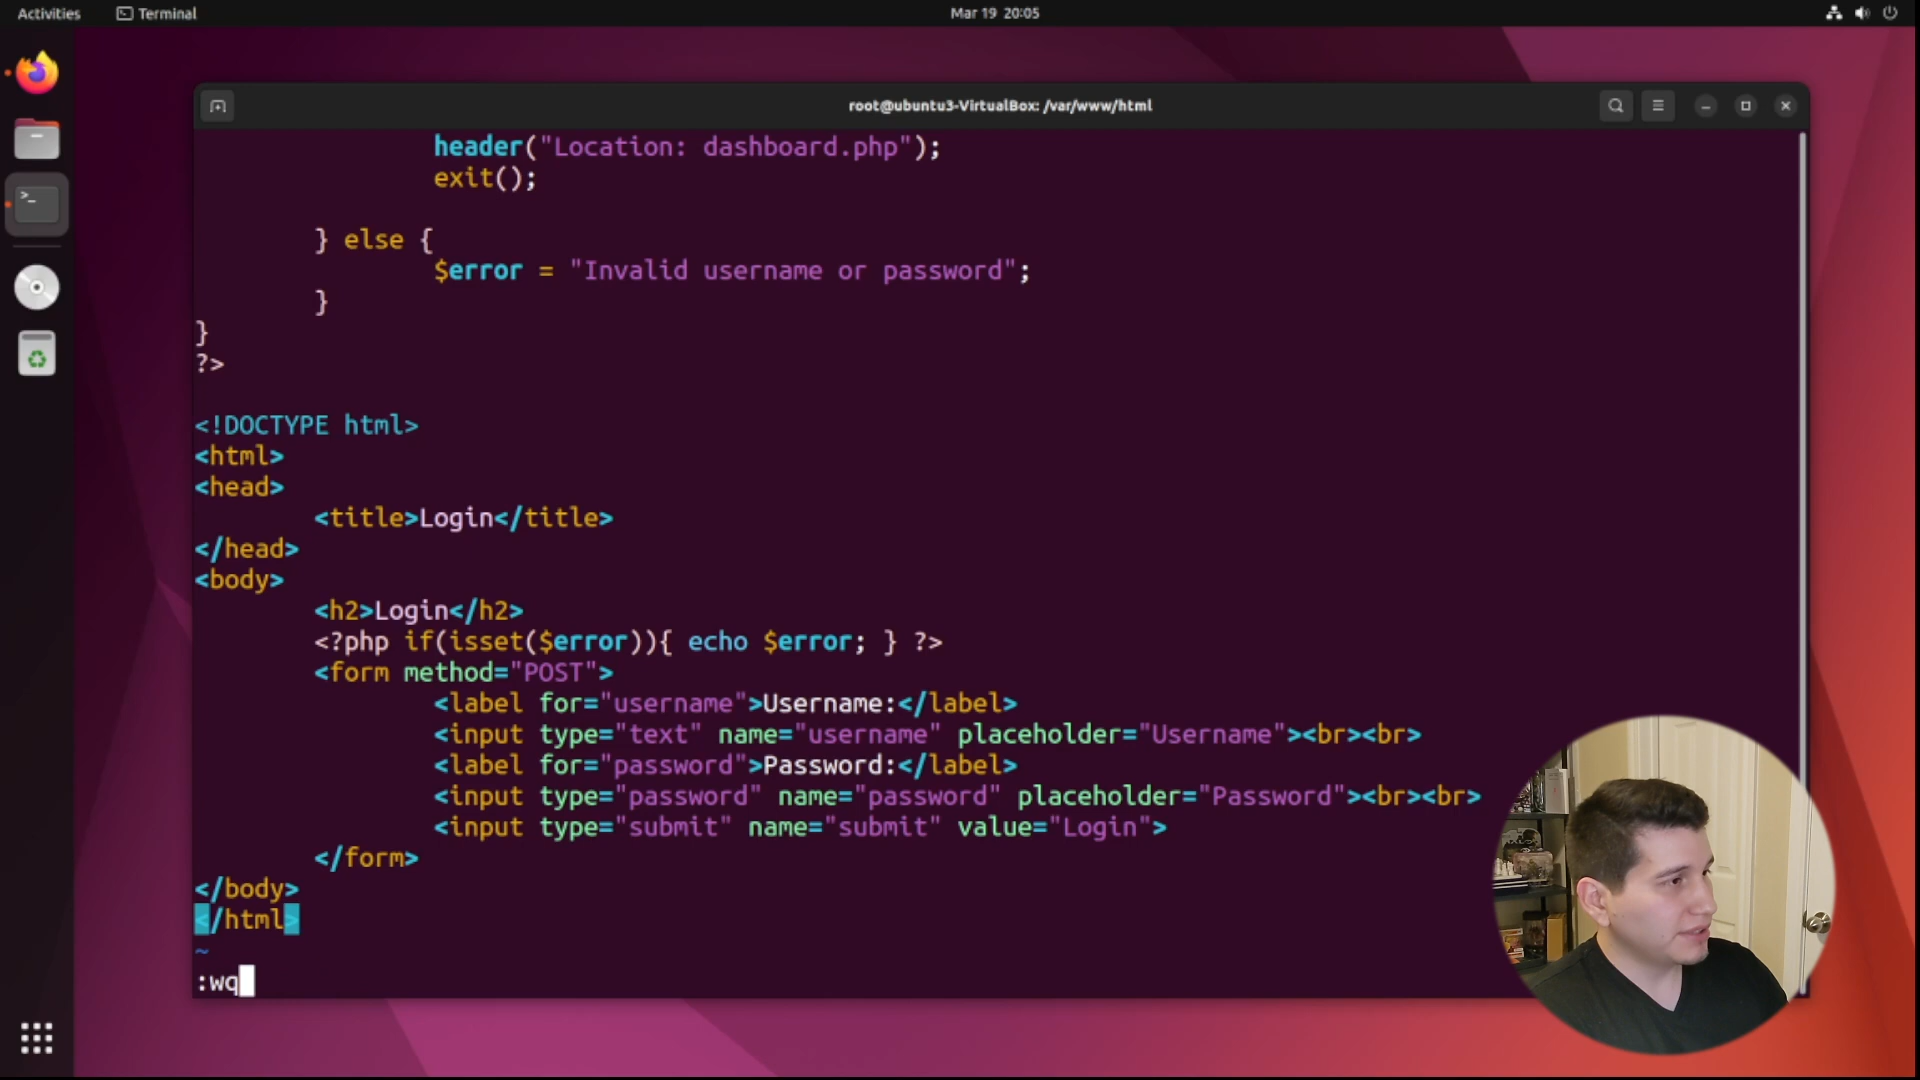 Activities
Terminal
Mar 19 20:05
root@ubuntu3-VirtualBox: /var/www/html
header("Location: dashboard.php");
exit();
} else {
$error = "Invalid username or password";
}
}
?>
<!DOCTYPE html>
<html>
<head>
<title>Login</title>
</head>
<body>
<h2>Login</h2>
<?php if(isset($error)){ echo $error; } ?>
<form method="POST">
<label for="username">Username:</label>
<input type="text" name="username" placeholder="Username"><br><br>
<label for="password">Password:</label>
<input type="password" name="password" placeholder="Password"><br><br>
<input type="submit" name="submit" value="Login">
</form>
</body>
</html>
~
:wq